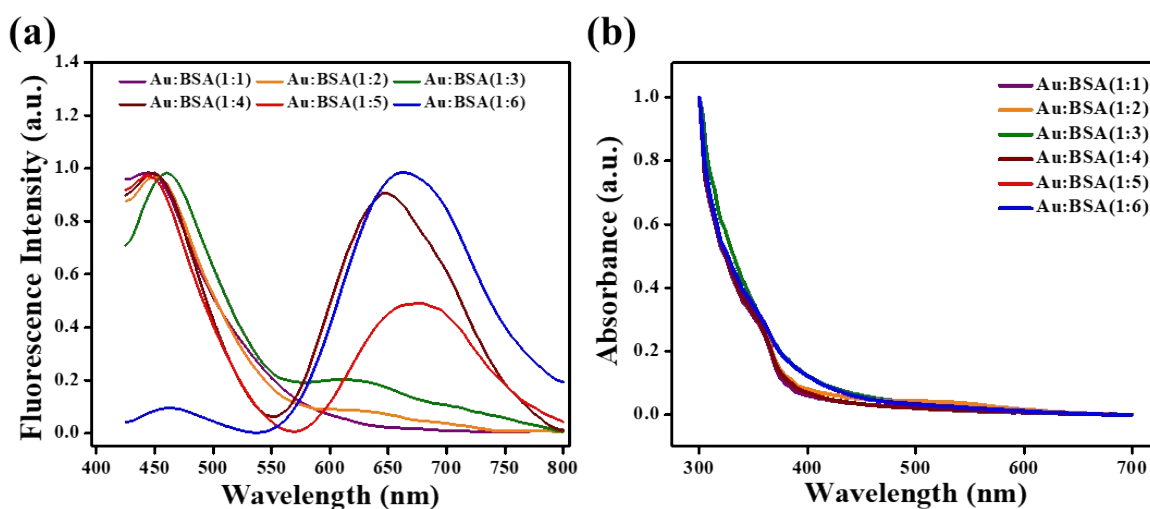 (a)
Fluorescence Intensity (a.u.)
1.4
1.2
1.0
0.8
0.6
0.4
0.2
0.0
Au:BSA(1:1) Au:BSA(1:2) Au:BSA(1:3)
Au:BSA(1:4) Au:BSA(1:5) Au:BSA(1:6)
400 450 500 550 600 650 700 750 800
Wavelength (nm)
(b)
Absorbance (a.u.)
1.0
0.8
0.6
0.4
0.2
0.0
Au:BSA(1:1)
Au:BSA(1:2)
Au:BSA(1:3)
Au:BSA(1:4)
Au:BSA(1:5)
Au:BSA(1:6)
300 400 500 600 700
Wavelength (nm)